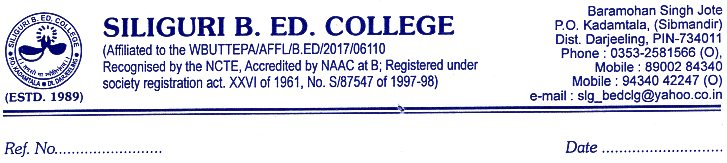 SILIGURI B. ED. COLLEGE
P.O. KADAMTALA ● DT. DARJEELING
(ESTD. 1989)
SILIGURI B. ED. COLLEGE
(Affiliated to the WBUTTEPA/AFFL/B.ED/2017/06110
Recognised by the NCTE, Accredited by NAAC at B; Registered under
society registration act. XXVI of 1961, No. S/87547 of 1997-98)
Baramohan Singh Jote
P.O. Kadamtala, (Sibmandir)
Dist. Darjeeling, PIN-734011
Phone : 0353-2581566 (O),
Mobile : 89002 84340
Mobile : 94340 42247 (O)
e-mail : slg_bedclg@yahoo.co.in
Ref. No........................
Date ...........................